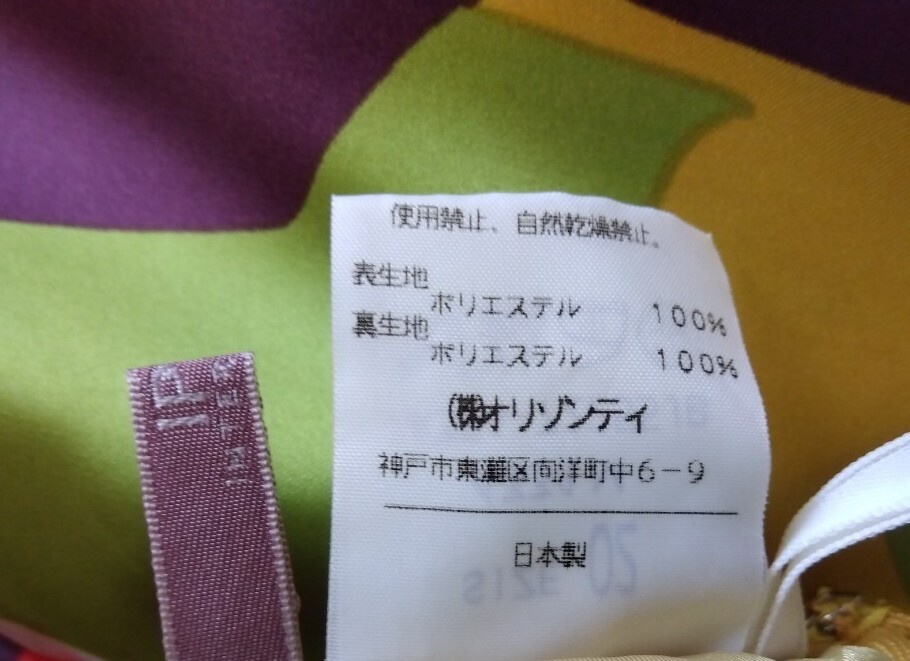 使用禁止、自然乾燥禁止。
表生地
ポリエステル 100%
裏生地
ポリエステル 100%
㈱オリゾンティ
神戸市東灘区向洋町中6-9
日本製
SIZE 02